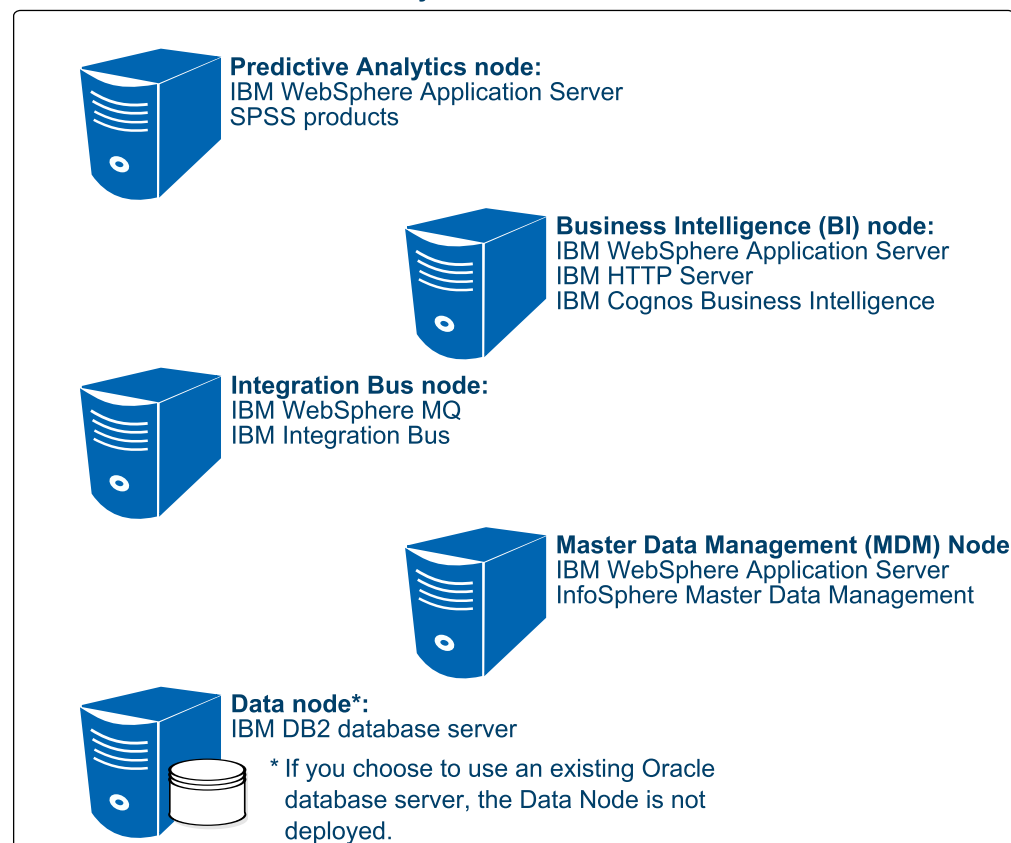 Predictive Analytics node:
IBM WebSphere Application Server
SPSS products
Business Intelligence (BI) node:
IBM WebSphere Application Server
IBM HTTP Server
IBM Cognos Business Intelligence
Integration Bus node:
IBM WebSphere MQ
IBM Integration Bus
Master Data Management (MDM) Node
IBM WebSphere Application Server
InfoSphere Master Data Management
Data node*:
IBM DB2 database server
* If you choose to use an existing Oracle
database server, the Data Node is not
deployed.